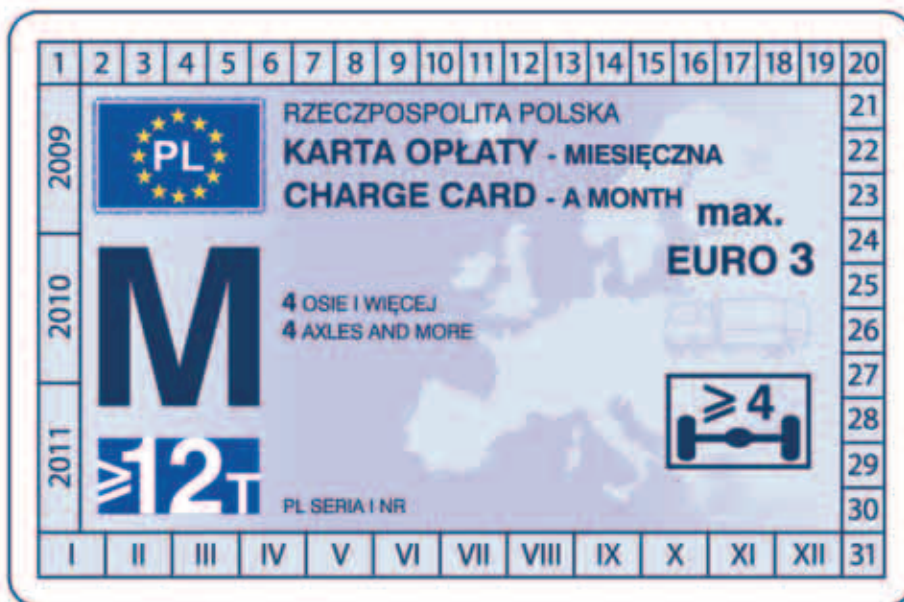 1 2 3 4 5 6 7 8 9 10 11 12 13 14 15 16 17 18 19 20
21
22
23
24
25
26
27
28
29
30
31
2009
2010
2011
PL
RZECZPOSPOLITA POLSKA
KARTA OPŁATY - MIESIĘCZNA
CHARGE CARD - A MONTH
max.
EURO 3
M
4 OSIE I WIĘCEJ
4 AXLES AND MORE
≥ 4
≥12T
PL SERIA I NR
I II III IV V VI VII VIII IX X XI XII